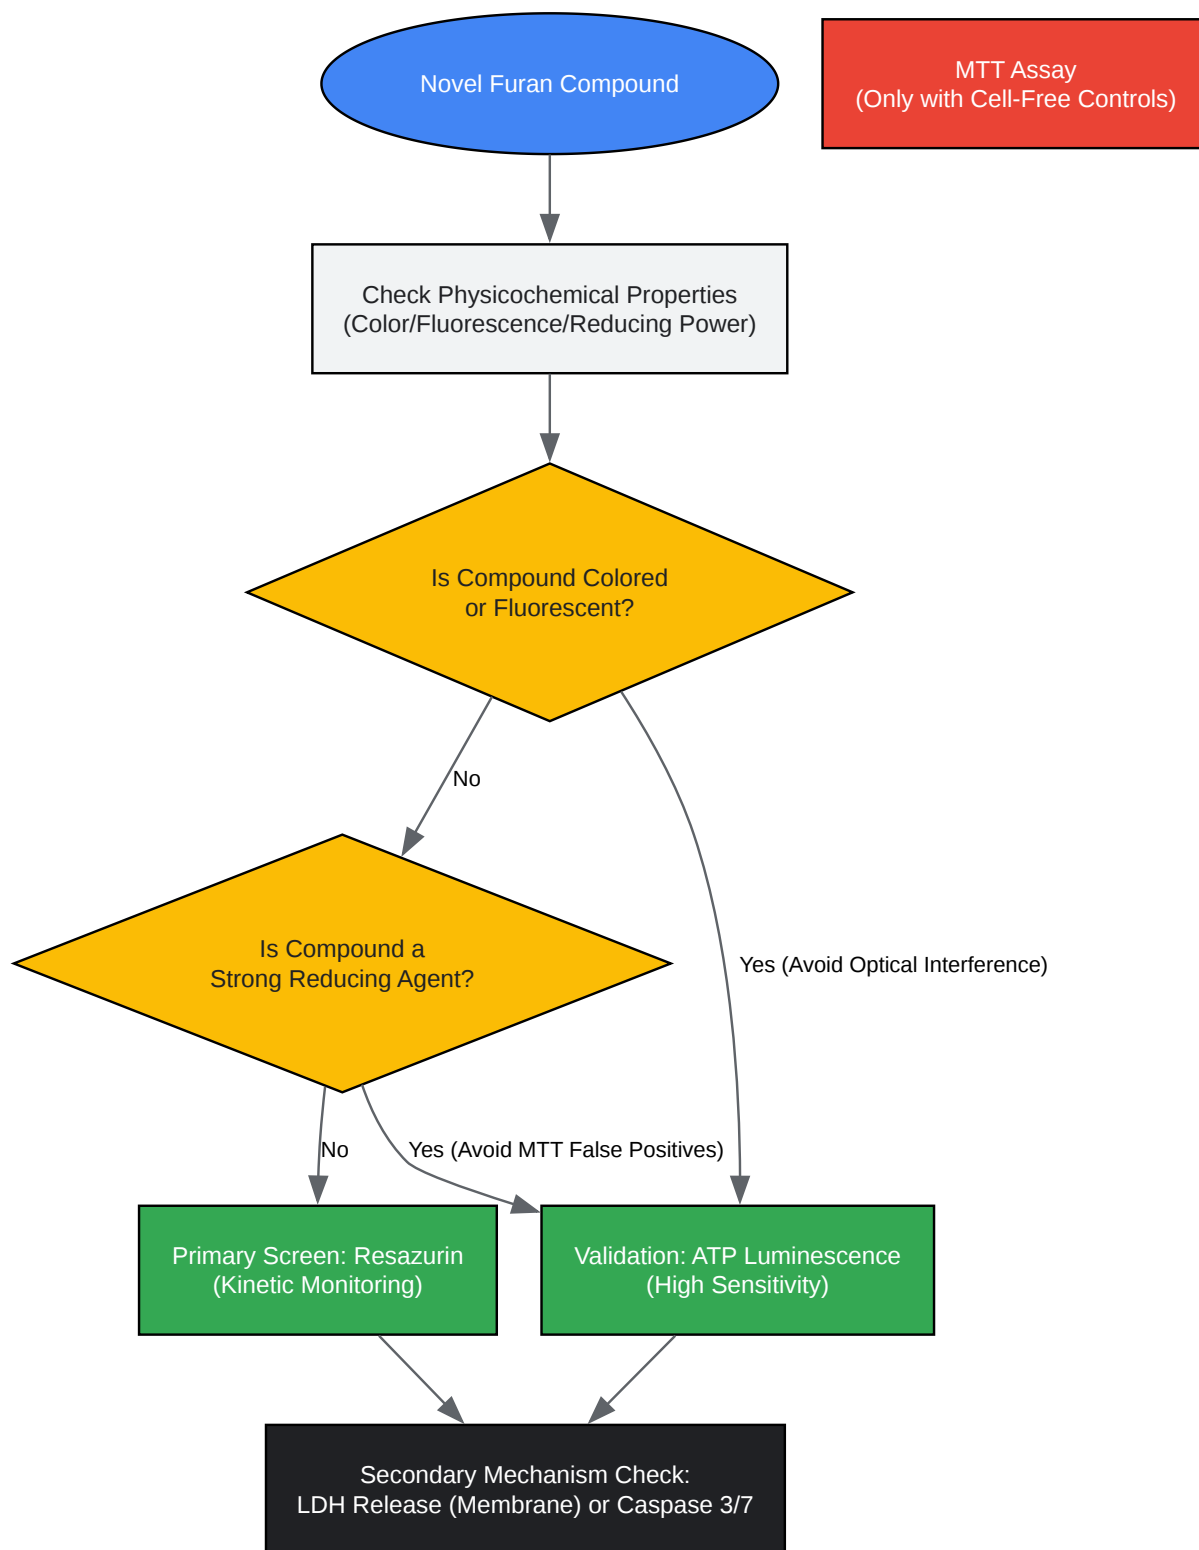 Novel Furan Compound
MTT Assay
(Only with Cell-Free Controls)
Check Physicochemical Properties
(Color/Fluorescence/Reducing Power)
Is Compound Colored
or Fluorescent?
No
Is Compound a
Strong Reducing Agent?
Yes (Avoid Optical Interference)
No
Yes (Avoid MTT False Positives)
Primary Screen: Resazurin
(Kinetic Monitoring)
Validation: ATP Luminescence
(High Sensitivity)
Secondary Mechanism Check:
LDH Release (Membrane) or Caspase 3/7